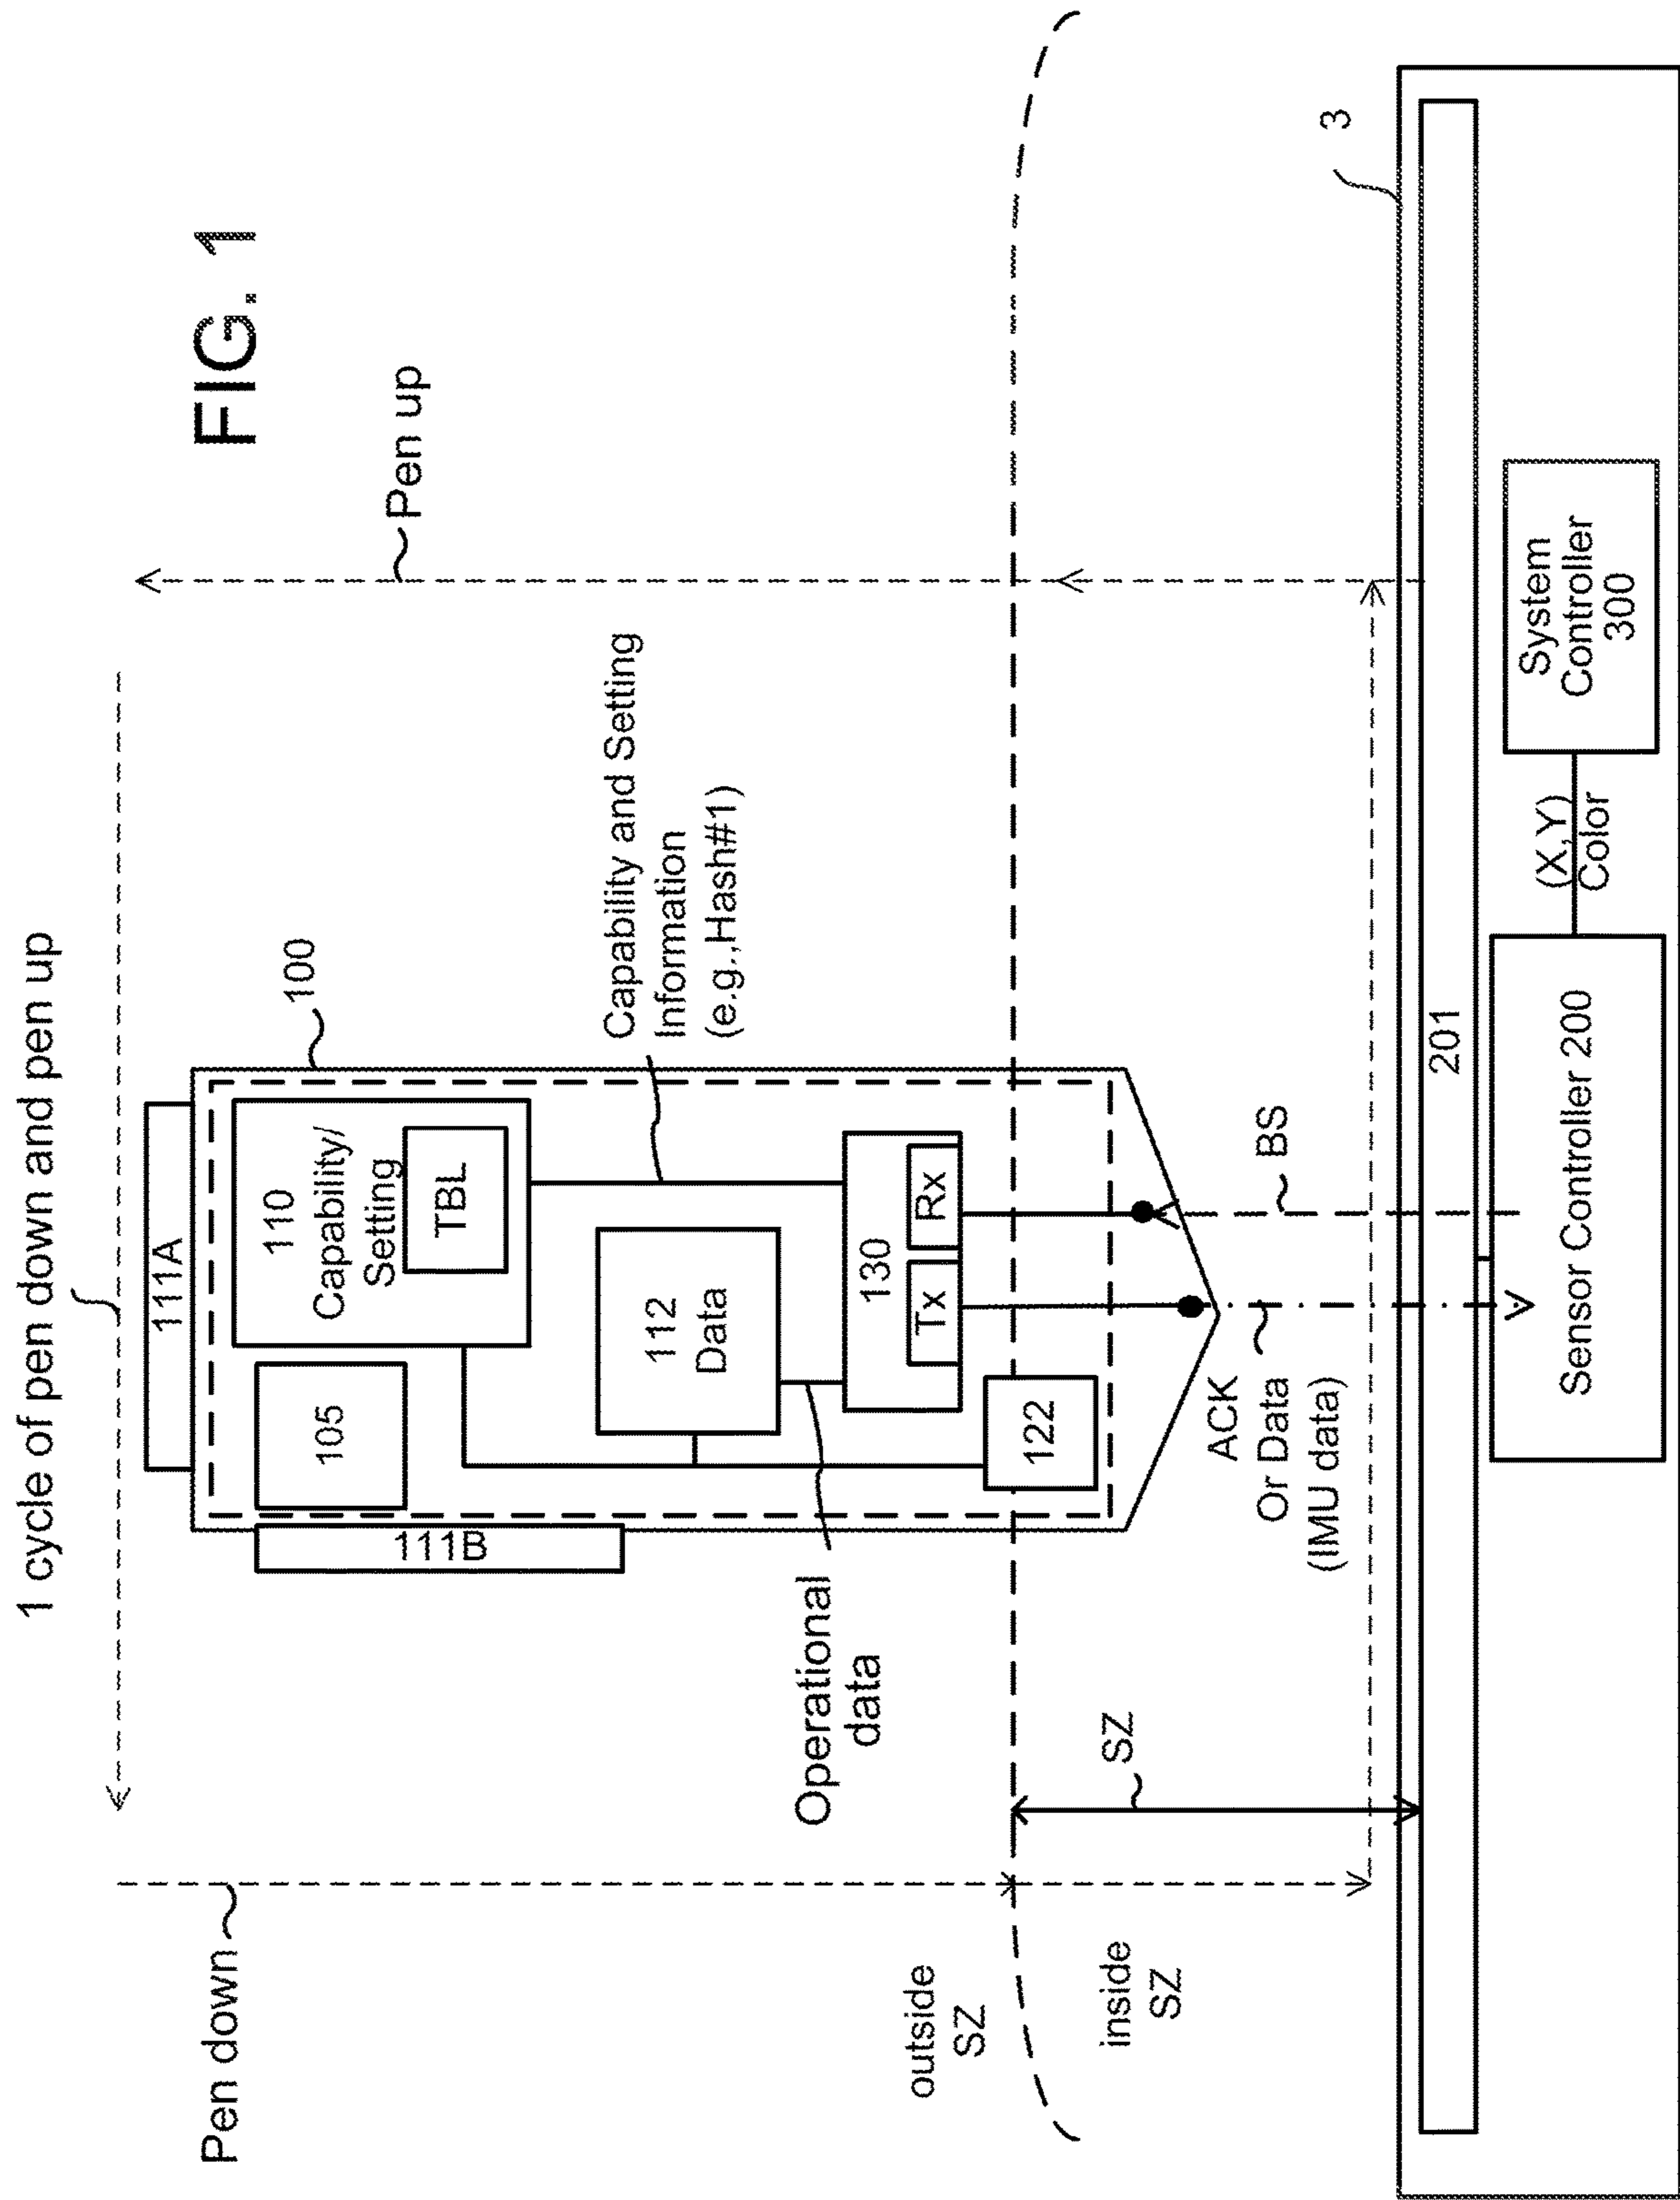 FIG. 1
1 cycle of pen down and pen up
Pen down
Pen up
111A
100
111B
105
110
Capability/
Setting
TBL
Capability and Setting
Information
(e.g.,Hash#1)
112
Data
Operational
data
130
Tx
Rx
122
outside
SZ
inside
SZ
SZ
ACK
Or Data
(IMU data)
BS
3
201
Sensor Controller 200
(X,Y)
Color
System
Controller
300